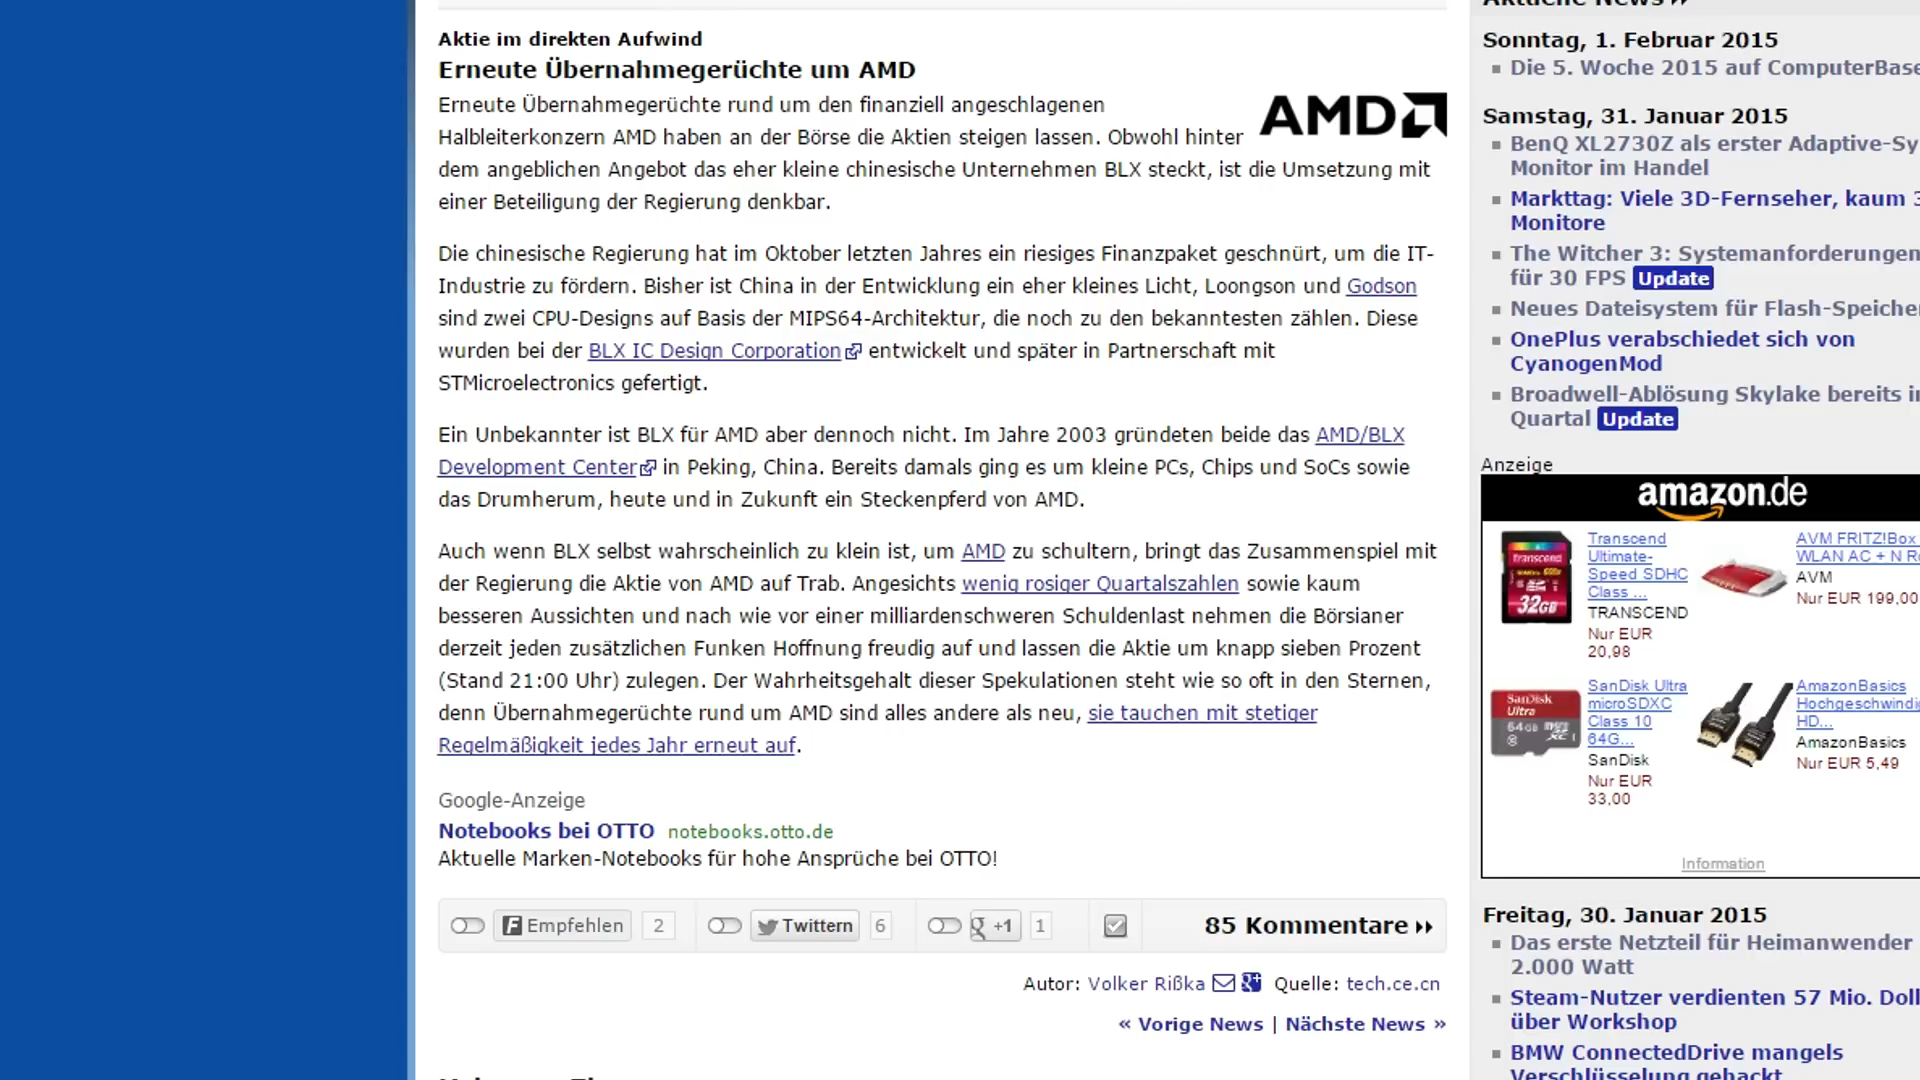 Aktie im direkten Aufwind
Erneute Übernahmegerüchte um AMD
Erneute Übernahmegerüchte rund um den finanziell angeschlagenen
Halbleiterkonzern AMD haben an der Börse die Aktien steigen lassen. Obwohl hinter
dem angeblichen Angebot das eher kleine chinesische Unternehmen BLX steckt, ist die Umsetzung mit
einer Beteiligung der Regierung denkbar.
AMD
Die chinesische Regierung hat im Oktober letzten Jahres ein riesiges Finanzpaket geschnürt, um die IT-
Industrie zu fördern. Bisher ist China in der Entwicklung ein eher kleines Licht, Loongson und Godson
sind zwei CPU-Designs auf Basis der MIPS64-Architektur, die noch zu den bekanntesten zählen. Diese
wurden bei der BLX IC Design Corporation entwickelt und später in Partnerschaft mit
STMicroelectronics gefertigt.
Ein Unbekannter ist BLX für AMD aber dennoch nicht. Im Jahre 2003 gründeten beide das AMD/BLX
Development Center in Peking, China. Bereits damals ging es um kleine PCs, Chips und SoCs sowie
das Drumherum, heute und in Zukunft ein Steckenpferd von AMD.
Auch wenn BLX selbst wahrscheinlich zu klein ist, um AMD zu schultern, bringt das Zusammenspiel mit
der Regierung die Aktie von AMD auf Trab. Angesichts wenig rosiger Quartalszahlen sowie kaum
besseren Aussichten und nach wie vor einer milliardenschweren Schuldenlast nehmen die Börsianer
derzeit jeden zusätzlichen Funken Hoffnung freudig auf und lassen die Aktie um knapp sieben Prozent
(Stand 21:00 Uhr) zulegen. Der Wahrheitsgehalt dieser Spekulationen steht wie so oft in den Sternen,
denn Übernahmegerüchte rund um AMD sind alles andere als neu, sie tauchen mit stetiger
Regelmäßigkeit jedes Jahr erneut auf.
Google-Anzeige
Notebooks bei OTTO notebooks.otto.de
Aktuelle Marken-Notebooks für hohe Ansprüche bei OTTO!
Empfehlen 2 Twittern 6 +1 1 85 Kommentare
Autor: Volker Rißka Quelle: tech.ce.cn
« Vorige News | Nächste News »
Aktuelle News
Sonntag, 1. Februar 2015
Die 5. Woche 2015 auf ComputerBase
Samstag, 31. Januar 2015
BenQ XL2730Z als erster Adaptive-Sy
Monitor im Handel
Markttag: Viele 3D-Fernseher, kaum 3
Monitore
The Witcher 3: Systemanforderungen
für 30 FPS Update
Neues Dateisystem für Flash-Speicher
OnePlus verabschiedet sich von
CyanogenMod
Broadwell-Ablösung Skylake bereits i
Quartal Update
Anzeige
amazon.de
Transcend
Ultimate-
Speed SDHC
Class ...
TRANSCEND
Nur EUR
20,98
AVM FRITZ!Box
WLAN AC + N R
AVM
Nur EUR 199,00
Transcend
32GB
SanDisk Ultra
microSDXC
Class 10
64G...
SanDisk
Nur EUR
33,00
SanDisk
Ultra
64GB
AmazonBasics
Hochgeschwindig
HD...
AmazonBasics
Nur EUR 5,49
Information
Freitag, 30. Januar 2015
Das erste Netzteil für Heimanwender
2.000 Watt
Steam-Nutzer verdienten 57 Mio. Doll
über Workshop
BMW ConnectedDrive mangels
Verschlüsselung gehackt